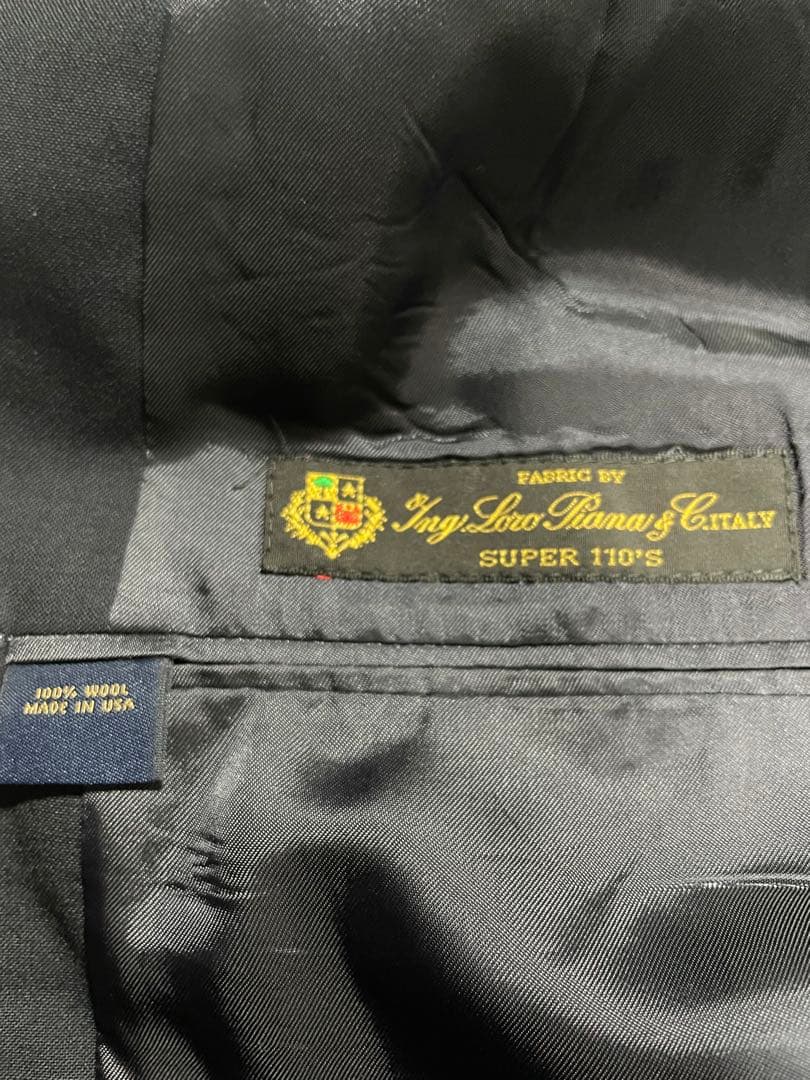 FABRIC BY
Ing. Loro Piana & C. ITALY
SUPER 110'S
100% WOOL
MADE IN USA